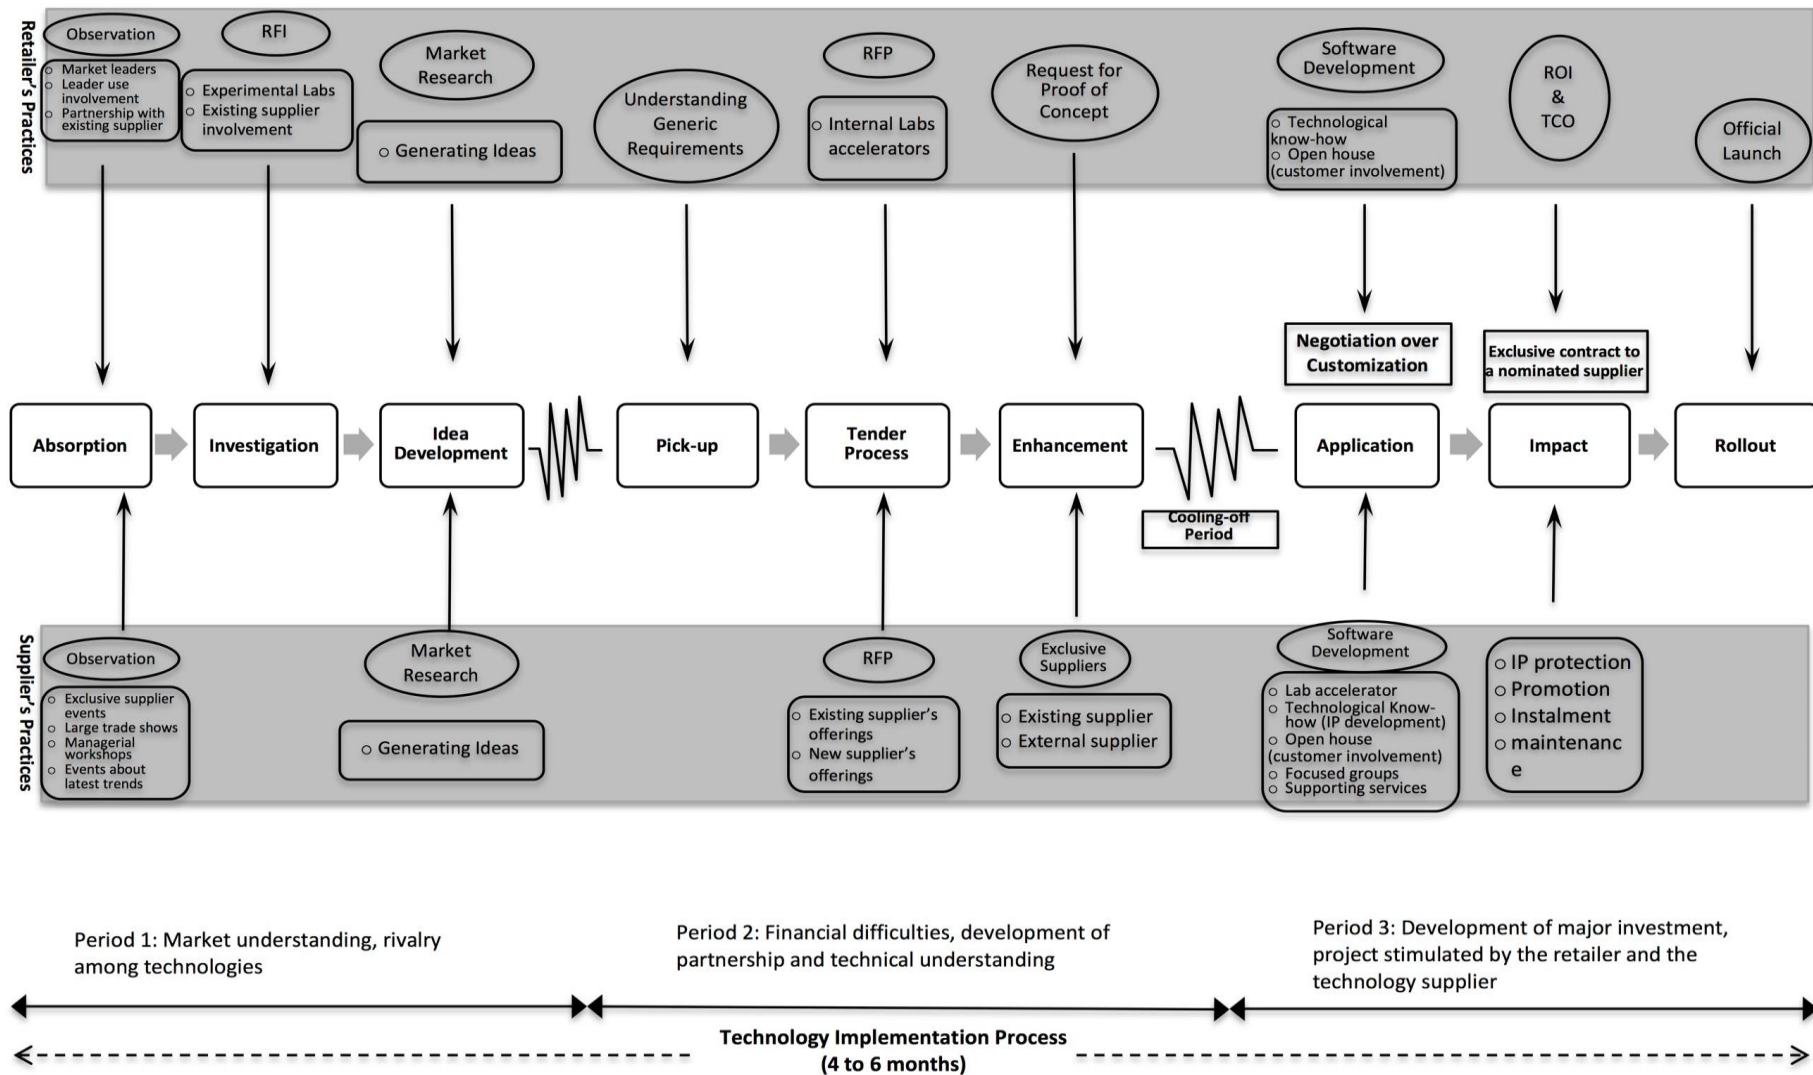 Retailer's Practices
Observation
○ Market leaders
○ Leader use
involvement
○ Partnership with
existing supplier
RFI
○ Experimental Labs
○ Existing supplier
involvement
Market
Research
○ Generating Ideas
Understanding
Generic
Requirements
RFP
○ Internal Labs
accelerators
Request for
Proof of
Concept
Software
Development
○ Technological
know-how
○ Open house
(customer involvement)
ROI
&
TCO
Official
Launch
Negotiation over
Customization
Exclusive contract to
a nominated supplier
Absorption
Investigation
Idea
Development
Pick-up
Tender
Process
Enhancement
Application
Impact
Rollout
Cooling-off
Period
Supplier's Practices
Observation
○ Exclusive supplier
events
○ Large trade shows
○ Managerial
workshops
○ Events about
latest trends
Market
Research
○ Generating Ideas
RFP
○ Existing supplier's
offerings
○ New supplier's
offerings
Exclusive
Suppliers
○ Existing supplier
○ External supplier
Software
Development
○ Lab accelerator
○ Technological Know-
how (IP development)
○ Open house
(customer involvement)
○ Focused groups
○ Supporting services
○ IP protection
○ Promotion
○ Instalment
○ maintenanc
e
Period 1: Market understanding, rivalry
among technologies
Period 2: Financial difficulties, development of
partnership and technical understanding
Period 3: Development of major investment,
project stimulated by the retailer and the
technology supplier
Technology Implementation Process
(4 to 6 months)